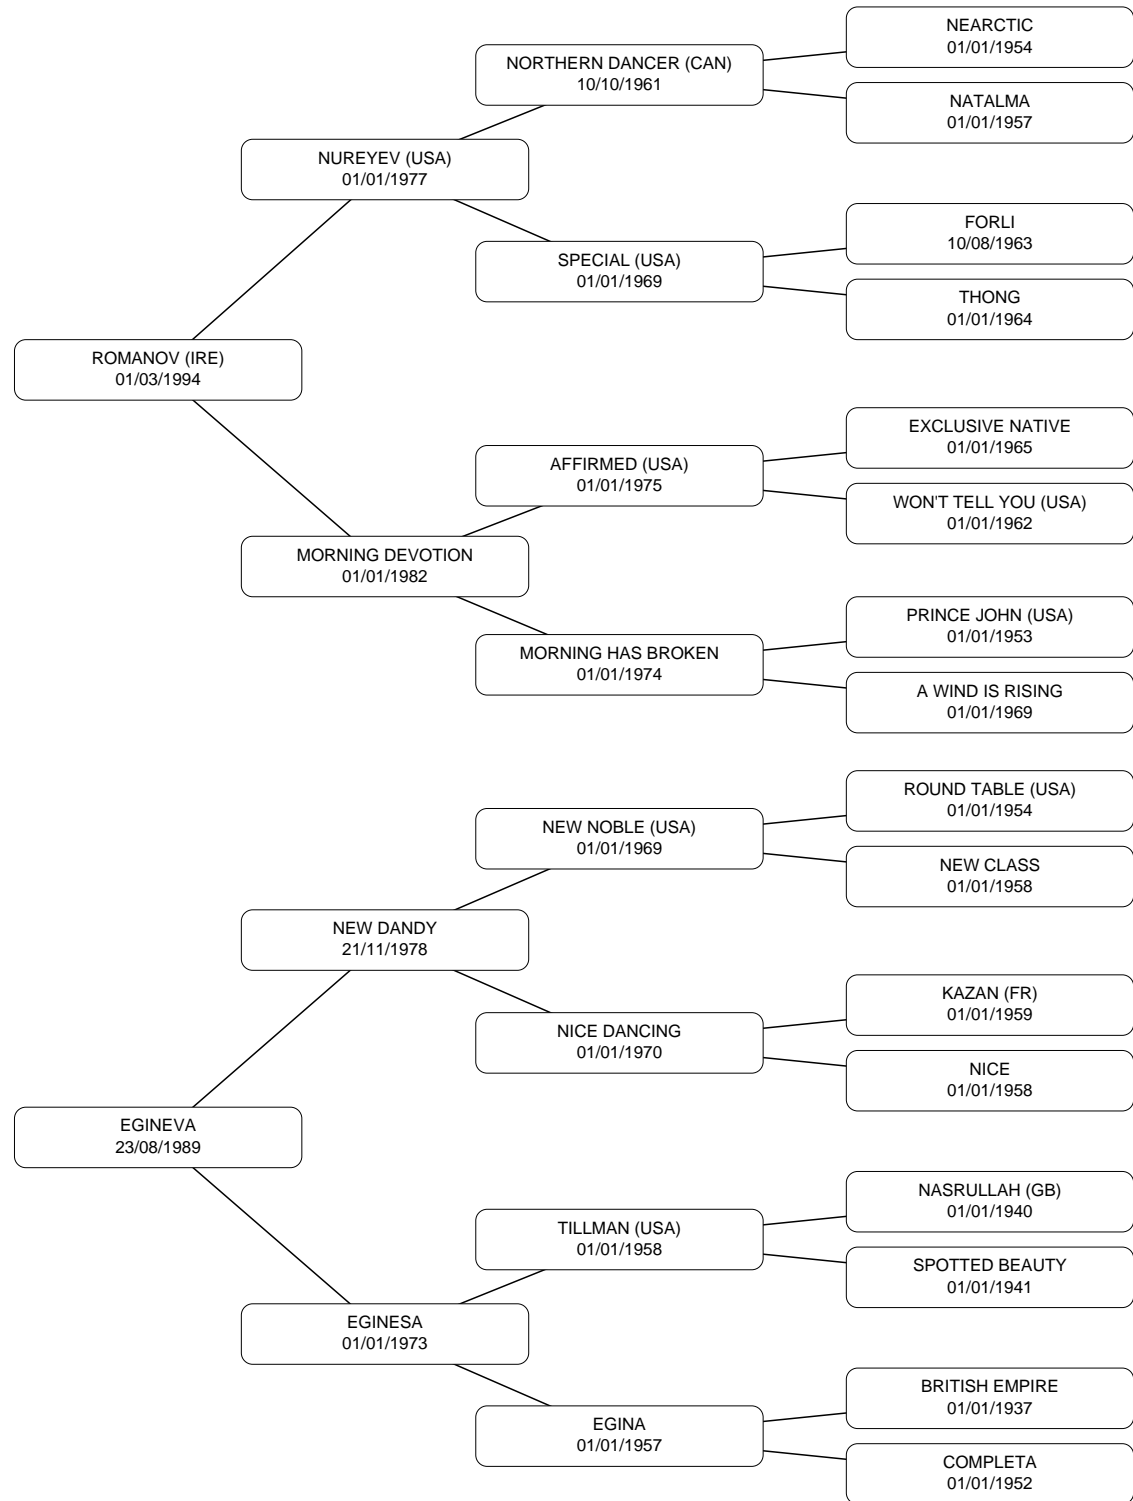 NEARCTIC
01/01/1954
NORTHERN DANCER (CAN)
10/10/1961
NATALMA
01/01/1957
NUREYEV (USA)
01/01/1977
FORLI
10/08/1963
SPECIAL (USA)
01/01/1969
THONG
01/01/1964
ROMANOV (IRE)
01/03/1994
EXCLUSIVE NATIVE
01/01/1965
AFFIRMED (USA)
01/01/1975
WON'T TELL YOU (USA)
01/01/1962
MORNING DEVOTION
01/01/1982
PRINCE JOHN (USA)
01/01/1953
MORNING HAS BROKEN
01/01/1974
A WIND IS RISING
01/01/1969
ROUND TABLE (USA)
01/01/1954
NEW NOBLE (USA)
01/01/1969
NEW CLASS
01/01/1958
NEW DANDY
21/11/1978
KAZAN (FR)
01/01/1959
NICE DANCING
01/01/1970
NICE
01/01/1958
EGINEVA
23/08/1989
NASRULLAH (GB)
01/01/1940
TILLMAN (USA)
01/01/1958
SPOTTED BEAUTY
01/01/1941
EGINESA
01/01/1973
BRITISH EMPIRE
01/01/1937
EGINA
01/01/1957
COMPLETA
01/01/1952